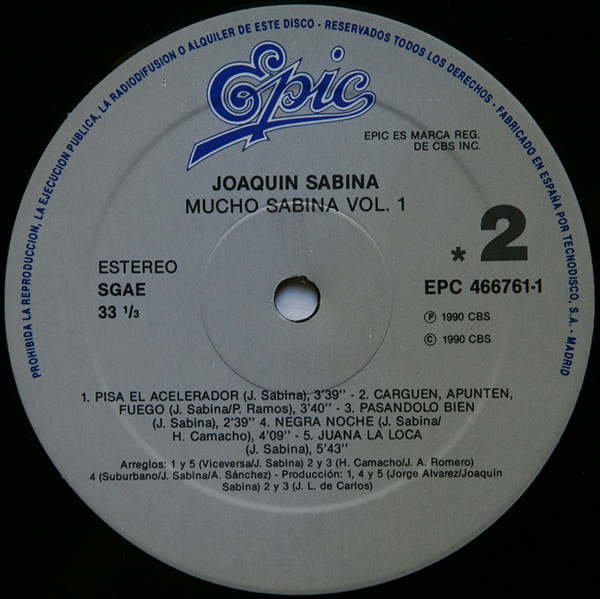 PROHIBIDA LA REPRODUCCION, LA EJECUCION PUBLICA, LA RADIODIFUSION O ALQUILER DE ESTE DISCO - RESERVADOS TODOS LOS DERECHOS - FABRICADO EN ESPAÑA POR TECNODISCO, S.A. - MADRID
Epic
EPIC ES MARCA REG.
DE CBS INC.
JOAQUIN SABINA
MUCHO SABINA VOL. 1
* 2
ESTEREO
SGAE
33 1/3
EPC 466761-1
Ⓟ 1990 CBS
© 1990 CBS
1. PISA EL ACELERADOR (J. Sabina), 3'39" - 2. CARGUEN, APUNTEN,
FUEGO (J. Sabina/P. Ramos), 3'40" - 3. PASANDOLO BIEN
(J. Sabina), 2'39" 4. NEGRA NOCHE (J. Sabina/
H. Camacho), 4'09" - 5. JUANA LA LOCA
(J. Sabina), 5'43"
Arreglos: 1 y 5 (Viceversa/J. Sabina) 2 y 3 (H. Camacho/J. A. Romero)
4 (Suburbano/J. Sabina/A. Sánchez) - Producción: 1, 4 y 5 (Jorge Alvarez/Joaquín
Sabina) 2 y 3 (J. L. de Carlos)